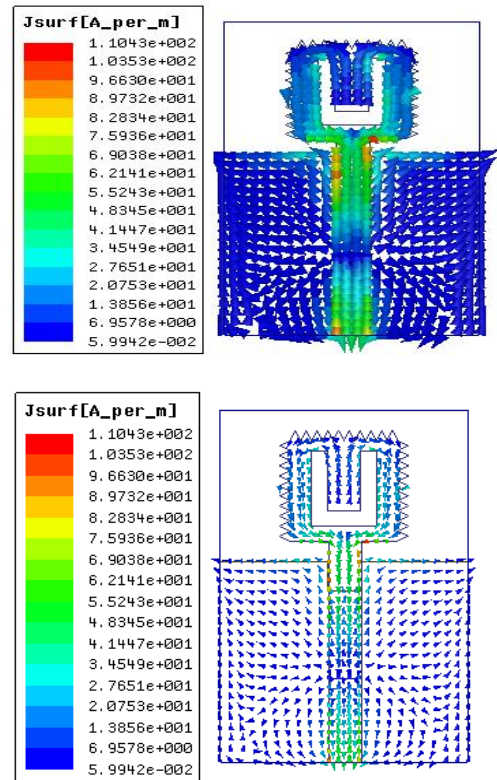 Jsurf[A_per_m]
1.1043e+002
1.0353e+002
9.6630e+001
8.9732e+001
8.2834e+001
7.5936e+001
6.9038e+001
6.2141e+001
5.5243e+001
4.8345e+001
4.1447e+001
3.4549e+001
2.7651e+001
2.0753e+001
1.3856e+001
6.9578e+000
5.9942e-002
Jsurf[A_per_m]
1.1043e+002
1.0353e+002
9.6630e+001
8.9732e+001
8.2834e+001
7.5936e+001
6.9038e+001
6.2141e+001
5.5243e+001
4.8345e+001
4.1447e+001
3.4549e+001
2.7651e+001
2.0753e+001
1.3856e+001
6.9578e+000
5.9942e-002